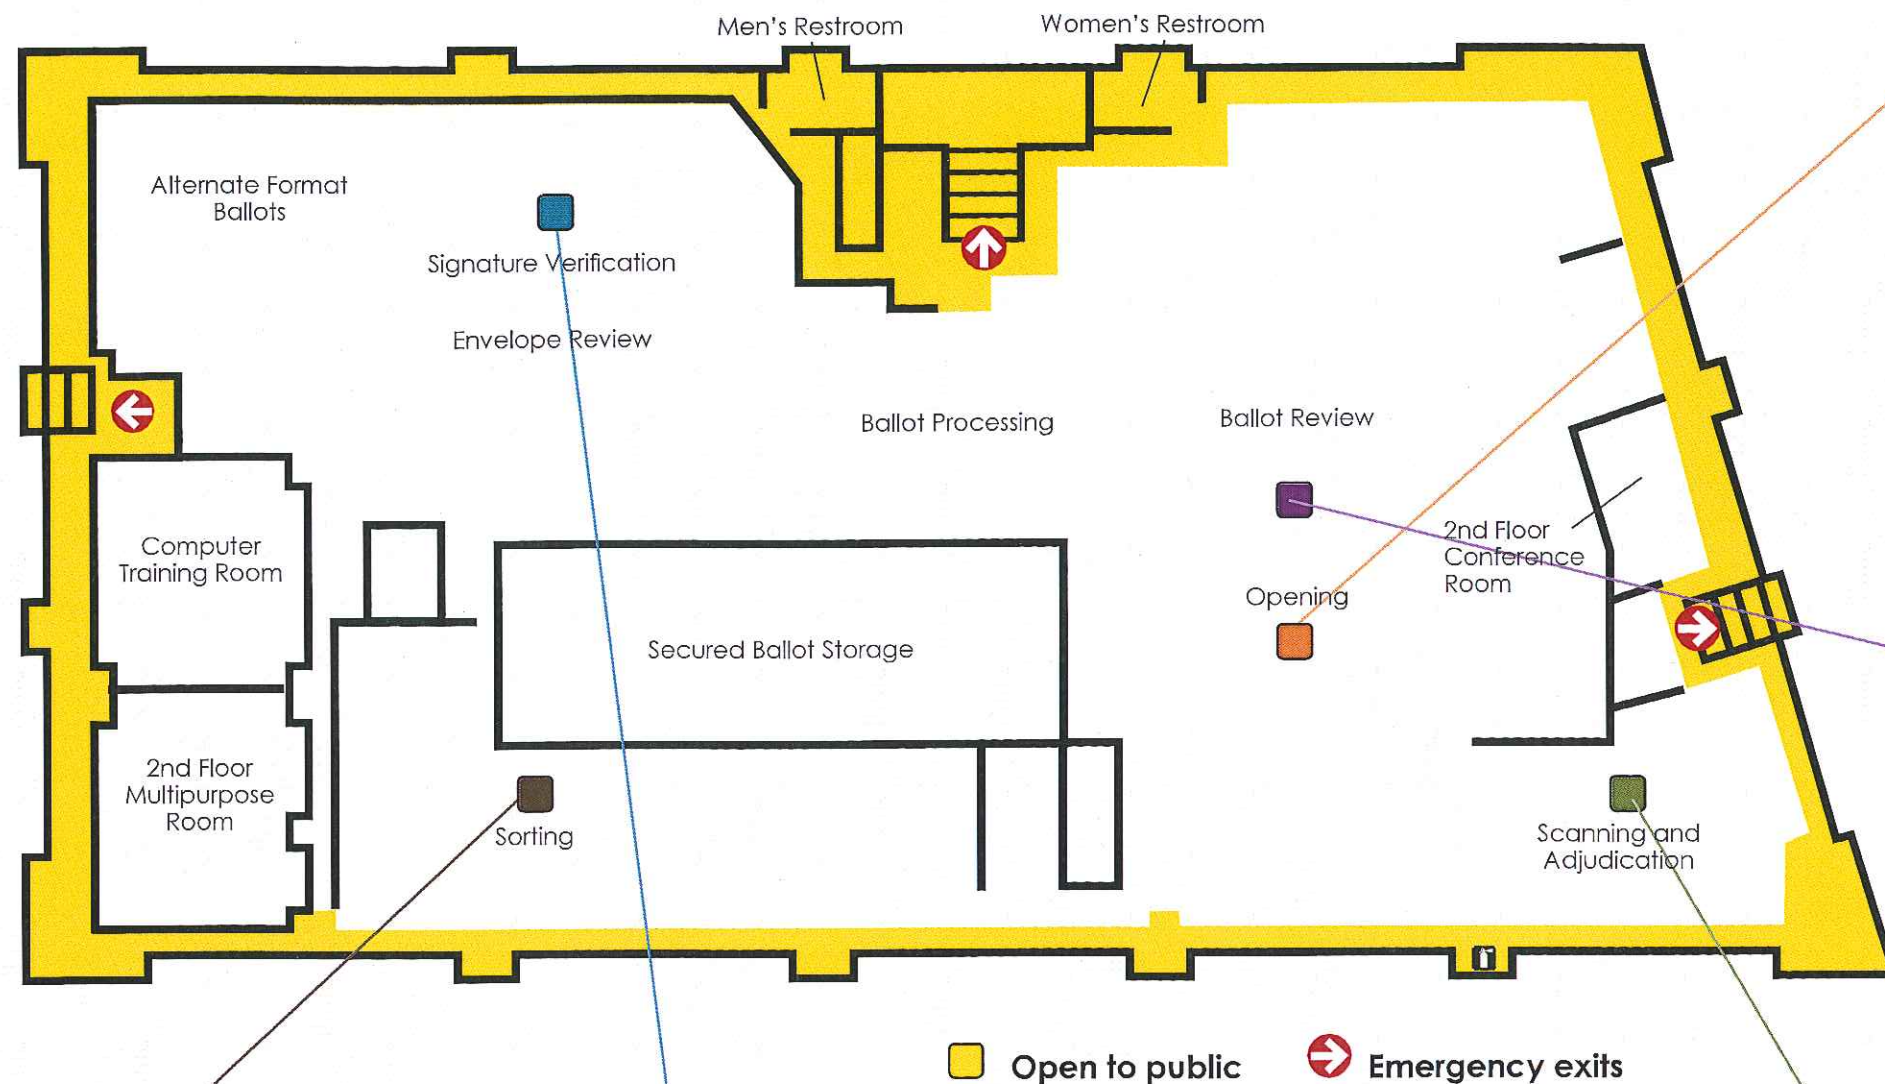 Men's Restroom
Women's Restroom
Alternate Format
Ballots
Signature Verification
Envelope Review
Ballot Processing
Ballot Review
Computer
Training Room
2nd Floor
Conference
Room
Opening
Secured Ballot Storage
2nd Floor
Multipurpose
Room
Sorting
Scanning and
Adjudication
Open to public
Emergency exits